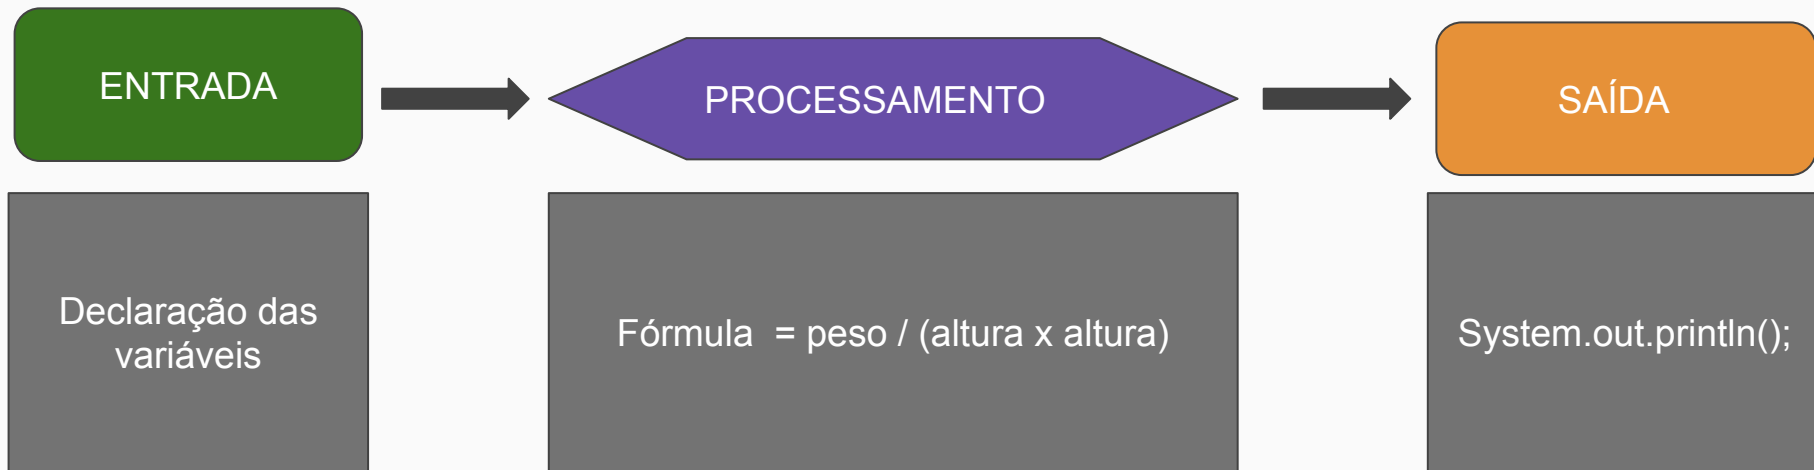 ENTRADA
PROCESSAMENTO
SAÍDA
Declaração das
variáveis
Fórmula  = peso / (altura x altura)
System.out.println();